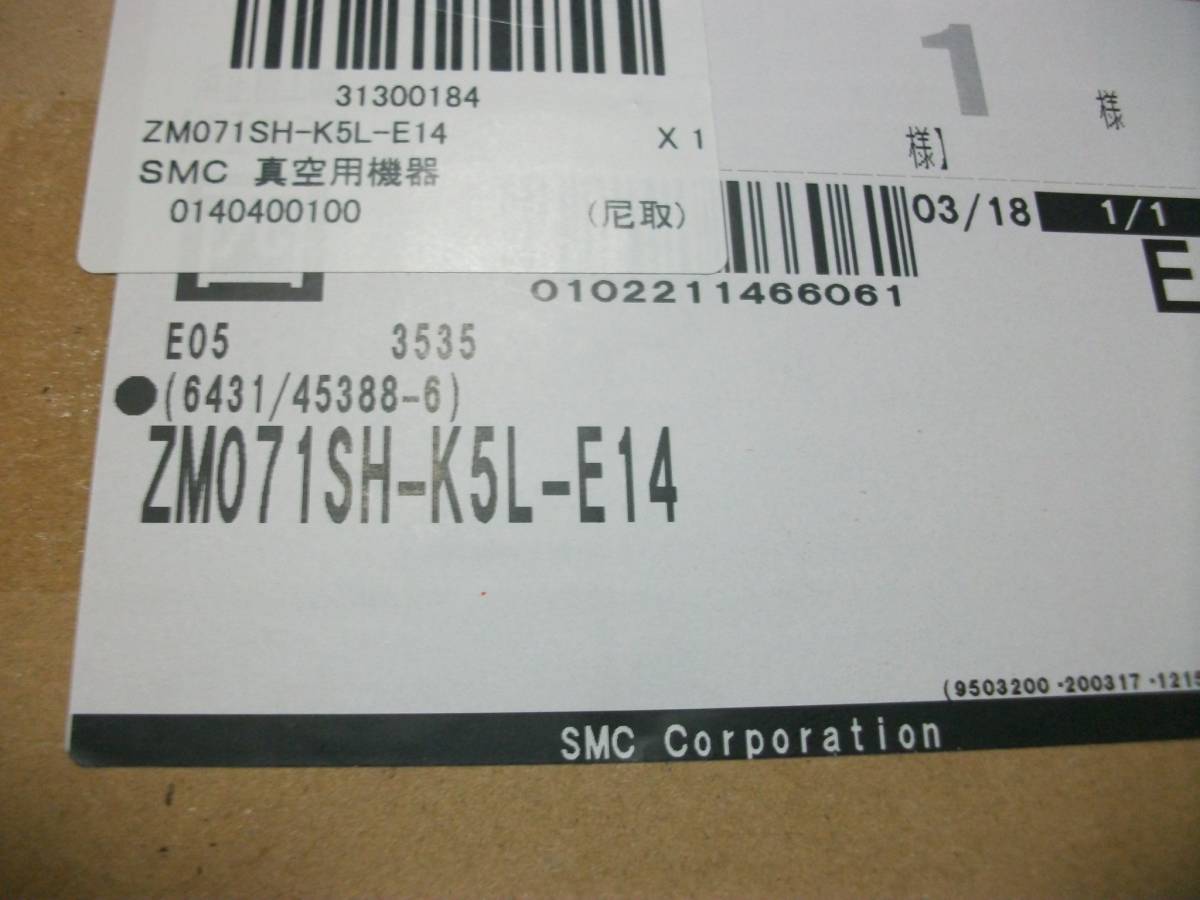 31300184
ZM071SH-K5L-E14 X 1
SMC 真空用機器
0140400100 (尼取)
1
様
様】
03/18 1/1
E
0102211466061
E05 3535
●(6431/45388-6)
ZM071SH-K5L-E14
(9503200 -200317 -1215
SMC Corporation